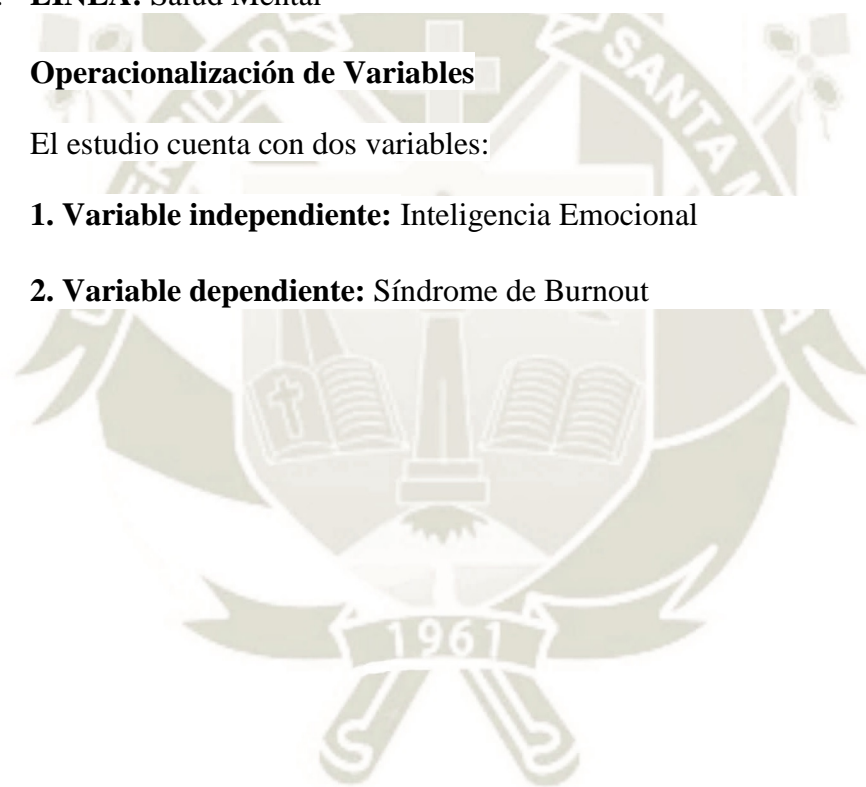 LÍNEA: Salud Mental
Operacionalización de Variables
El estudio cuenta con dos variables:
1. Variable independiente: Inteligencia Emocional
2. Variable dependiente: Síndrome de Burnout
SANTA
1961